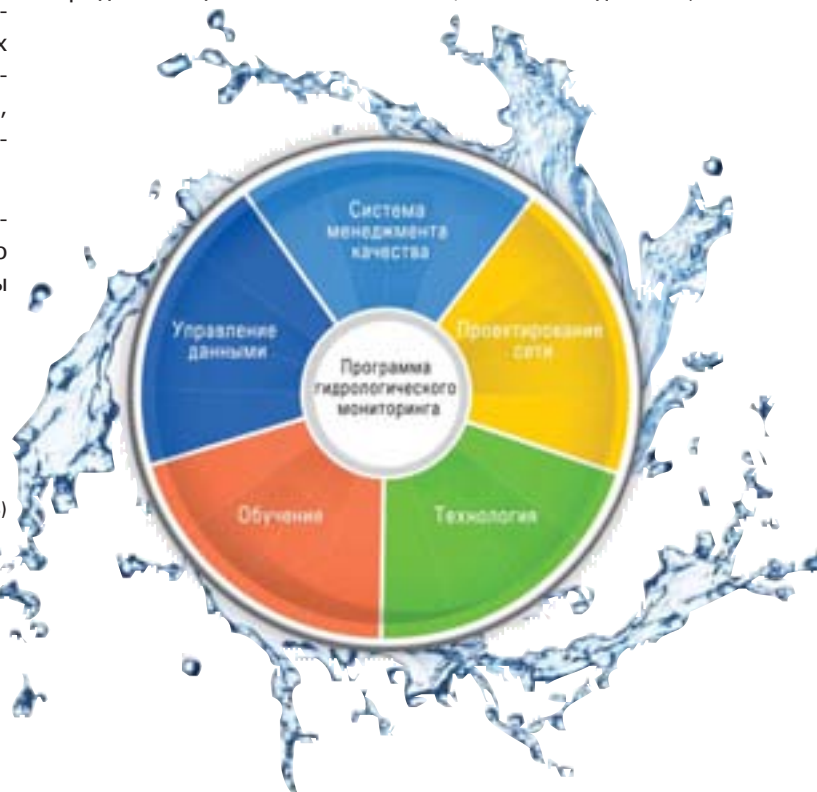 Система
менеджмента
качества
Проектирование
сети
Технология
Обучение
Управление
данными
Программа
гидрологического
мониторинга